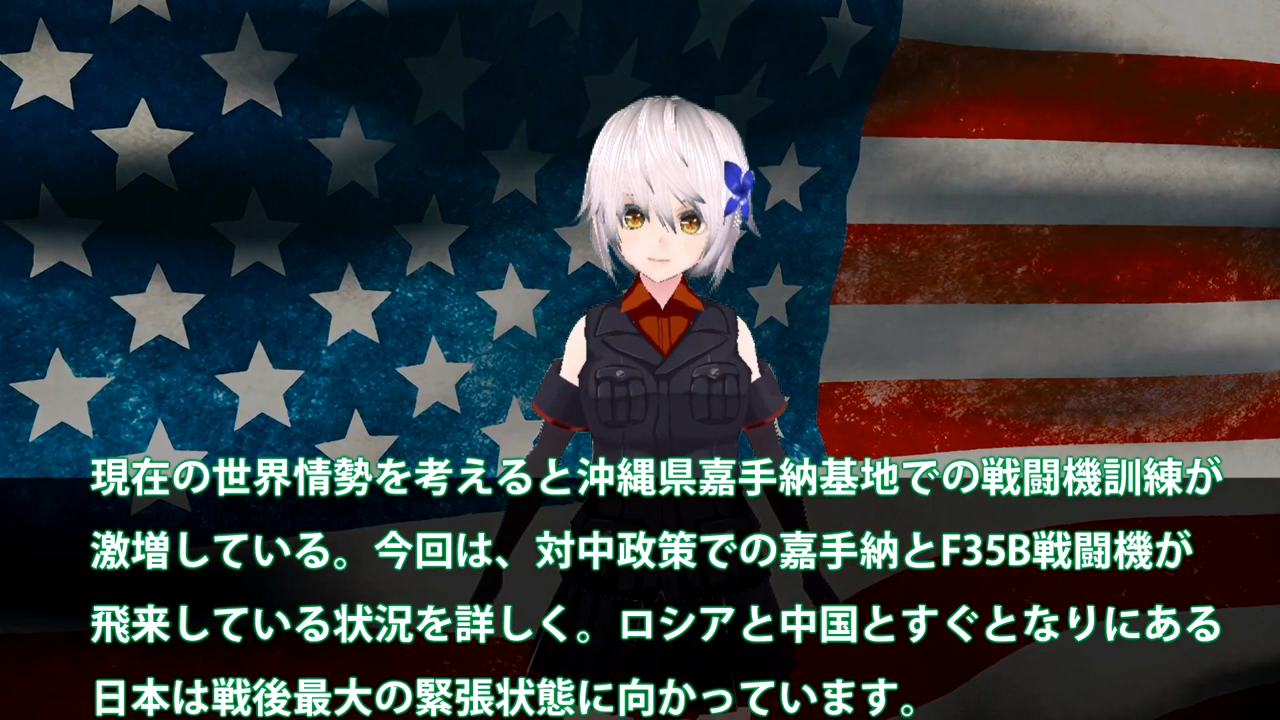 現在の世界情勢を考えると沖縄県嘉手納基地での戦闘機訓練が
激増している。今回は、対中政策での嘉手納とF35B戦闘機が
飛来している状況を詳しく。ロシアと中国とすぐとなりにある
日本は戦後最大の緊張状態に向かっています。